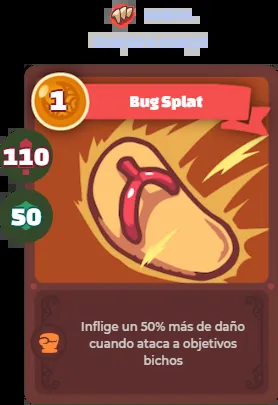 1
Bug Splat
110
50
Inflige un 50% más de daño
cuando ataca a objetivos
bichos